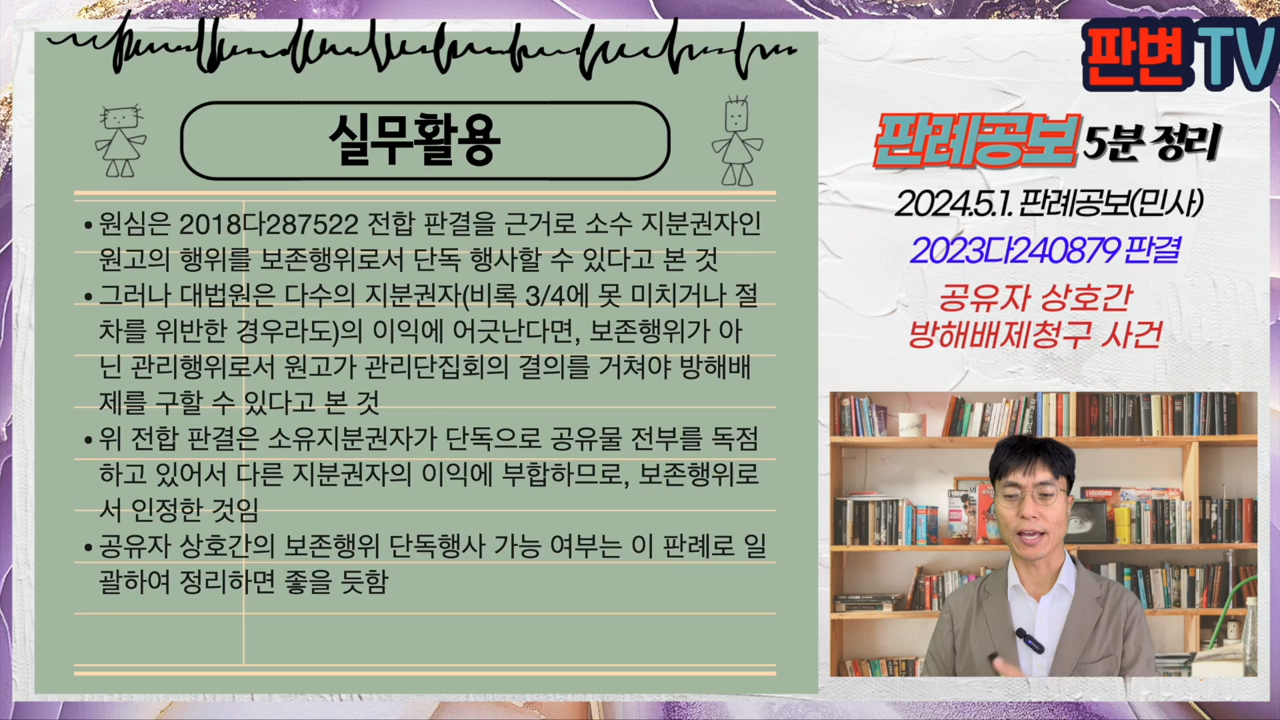 판변 TV
실무활용
• 원심은 2018다287522 전합 판결을 근거로 소수 지분권자인
원고의 행위를 보존행위로서 단독 행사할 수 있다고 본 것
• 그러나 대법원은 다수의 지분권자(비록 3/4에 못 미치거나 절
차를 위반한 경우라도)의 이익에 어긋난다면, 보존행위가 아
닌 관리행위로서 원고가 관리단집회의 결의를 거쳐야 방해배
제를 구할 수 있다고 본 것
• 위 전합 판결은 소유지분권자가 단독으로 공유물 전부를 독점
하고 있어서 다른 지분권자의 이익에 부합하므로, 보존행위로
서 인정한 것임
• 공유자 상호간의 보존행위 단독행사 가능 여부는 이 판례로 일
괄하여 정리하면 좋을 듯함
판례공보 5분 정리
2024.5.1. 판례공보(민사)
2023다240879 판결
공유자 상호간
방해배제청구 사건